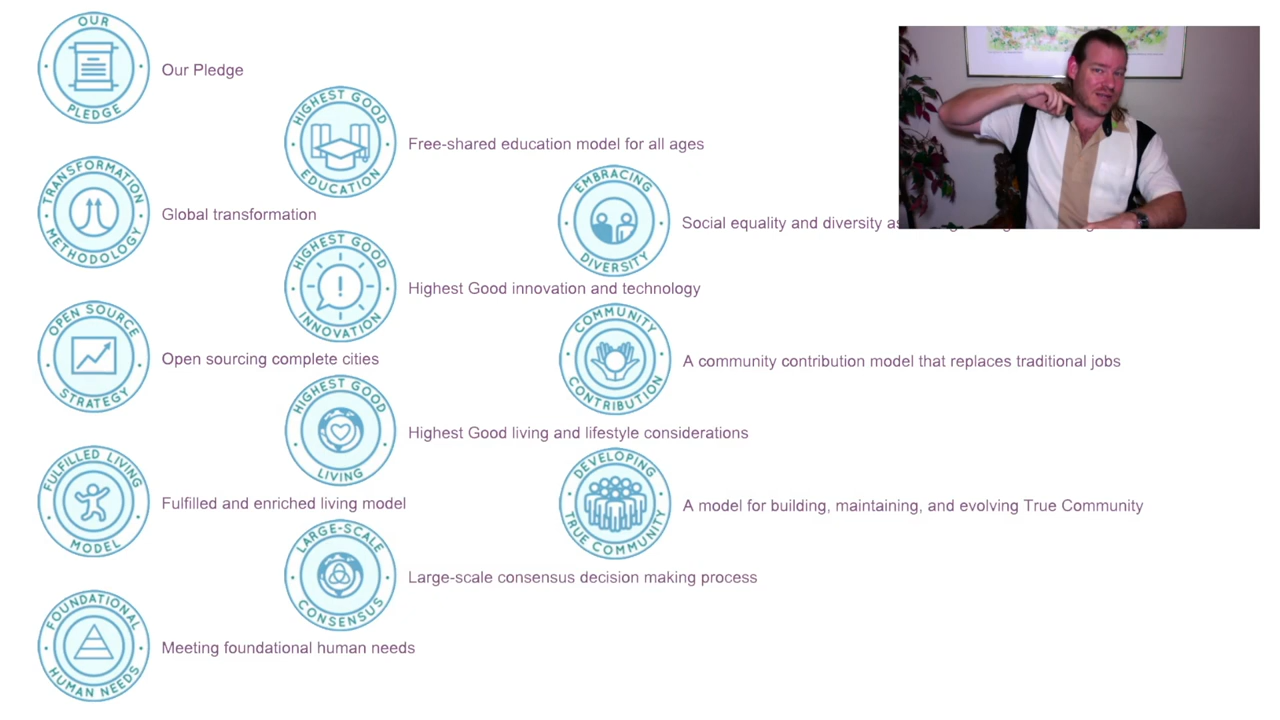 OUR PLEDGE
Our Pledge
HIGHEST GOOD EDUCATION
Free-shared education model for all ages
TRANSFORMATION METHODOLOGY
Global transformation
EMBRACING DIVERSITY
Social equality and diversity as
HIGHEST GOOD INNOVATION
Highest Good innovation and technology
OPEN SOURCE STRATEGY
Open sourcing complete cities
COMMUNITY CONTRIBUTION
A community contribution model that replaces traditional jobs
HIGHEST GOOD LIVING
Highest Good living and lifestyle considerations
FULFILLED LIVING MODEL
Fulfilled and enriched living model
DEVELOPING TRUE COMMUNITY
A model for building, maintaining, and evolving True Community
LARGE-SCALE CONSENSUS
Large-scale consensus decision making process
FOUNDATIONAL HUMAN NEEDS
Meeting foundational human needs